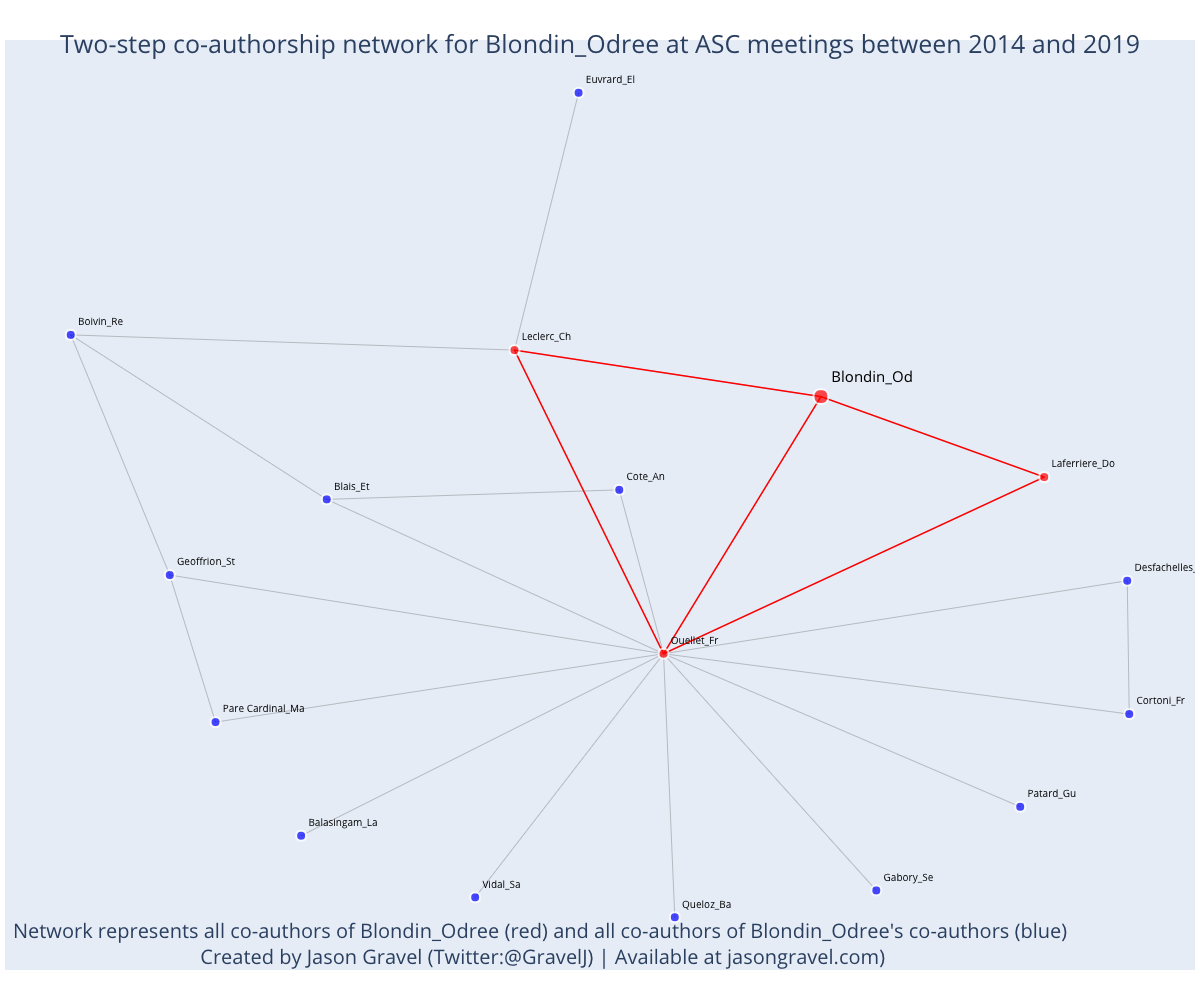 Two-step co-authorship network for Blondin_Odree at ASC meetings between 2014 and 2019
Euvrard_El
Boivin_Re
Leclerc_Ch
Blondin_Od
Laferriere_Do
Cote_An
Blais_Et
Geoffrion_St
Desfachelles_
Ouellet_Fr
Cortoni_Fr
Pare Cardinal_Ma
Patard_Gu
Balasingam_La
Gabory_Se
Vidal_Sa
Queloz_Ba
Network represents all co-authors of Blondin_Odree (red) and all co-authors of Blondin_Odree's co-authors (blue)
Created by Jason Gravel (Twitter:@GravelJ) | Available at jasongravel.com)